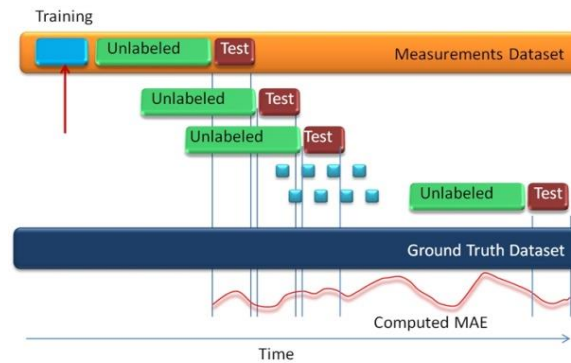 Training
Unlabeled Test Measurements Dataset
Unlabeled Test
Unlabeled Test
Unlabeled Test
Ground Truth Dataset
Computed MAE
Time